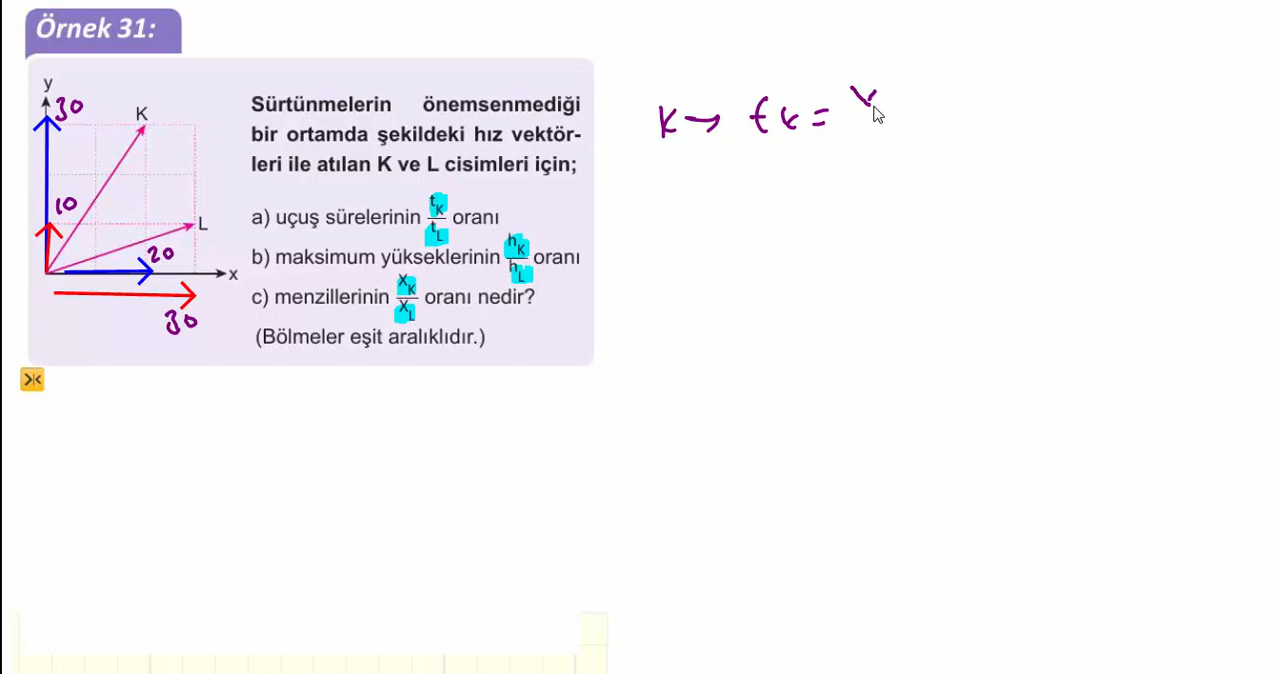 Örnek 31:
y
30
K
10
L
20
x
30
Sürtünmelerin önemsenmediği
bir ortamda şekildeki hız vektör-
leri ile atılan K ve L cisimleri için;
a) uçuş sürelerinin tK/tL oranı
b) maksimum yüksekliklerinin hK/hL oranı
c) menzillerinin XK/XL oranı nedir?
(Bölmeler eşit aralıklıdır.)
K → tK = V